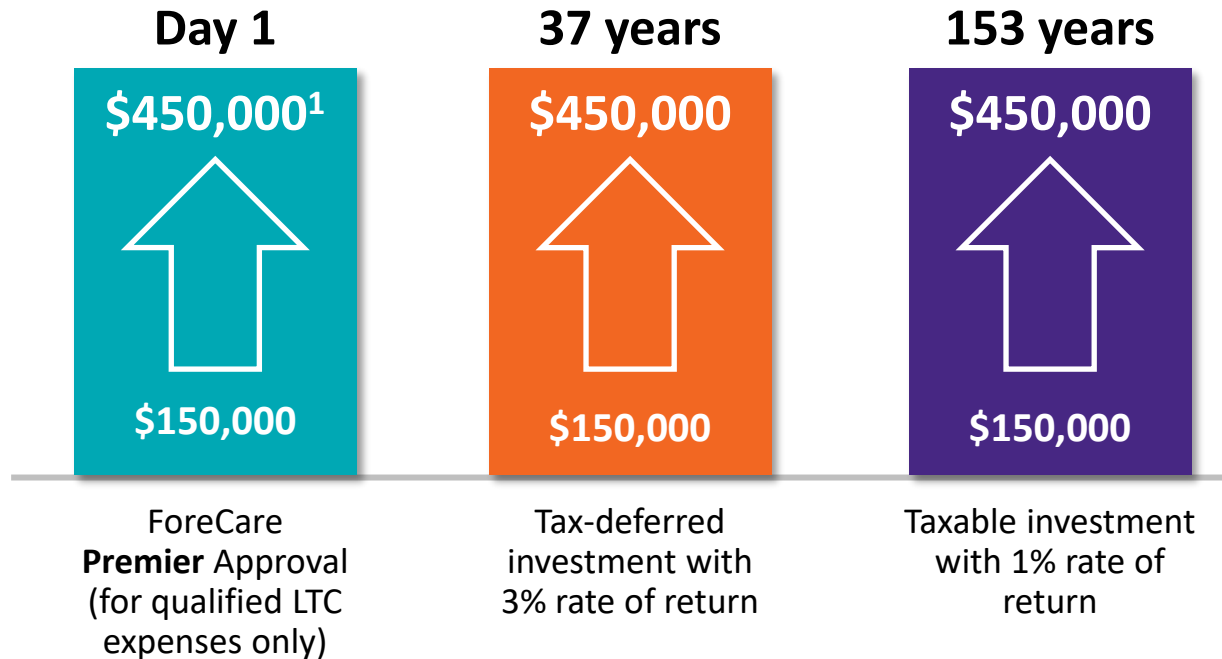 Day 1
$450,000¹
$150,000
ForeCare
Premier Approval
(for qualified LTC
expenses only)
37 years
$450,000
$150,000
Tax-deferred
investment with
3% rate of return
153 years
$450,000
$150,000
Taxable investment
with 1% rate of
return